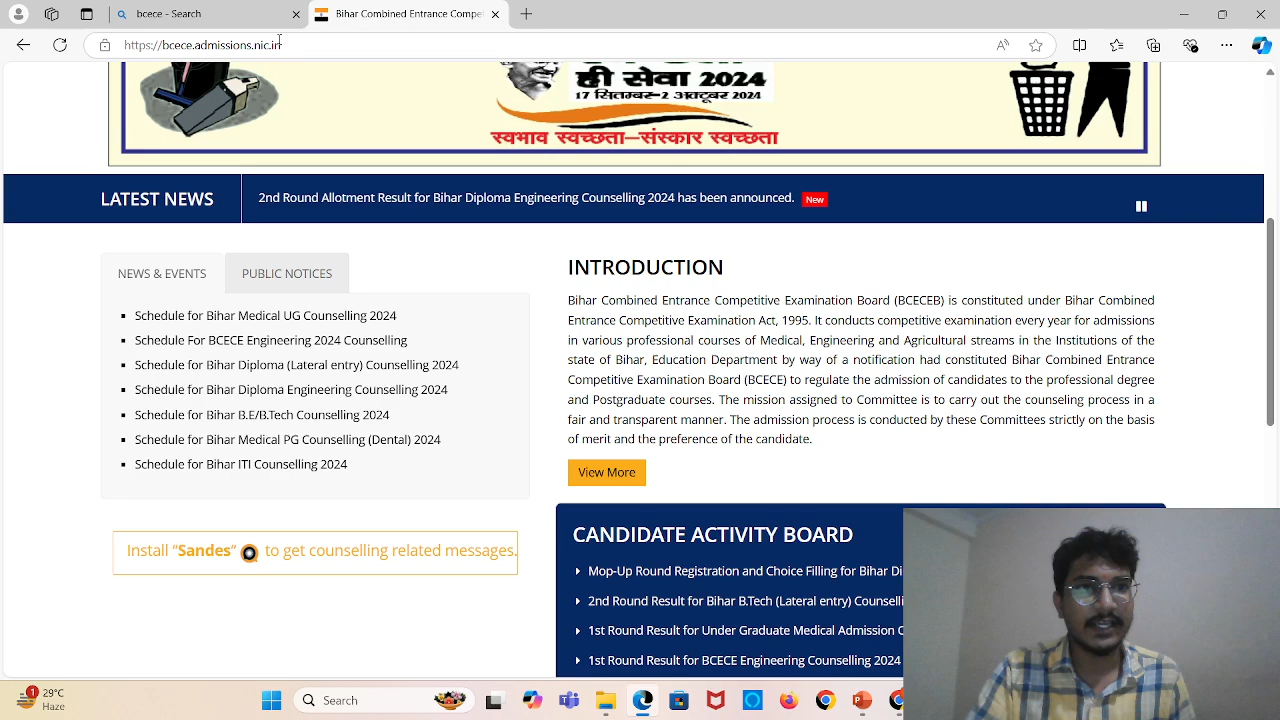 bcece - Search
Bihar Combined Entrance Compe
https://bcece.admissions.nic.in
ही सेवा 2024
17 सितम्बर-2 अक्टूबर 2024
स्वभाव स्वच्छता–संस्कार स्वच्छता
LATEST NEWS
2nd Round Allotment Result for Bihar Diploma Engineering Counselling 2024 has been announced. New
NEWS & EVENTS
PUBLIC NOTICES
Schedule for Bihar Medical UG Counselling 2024
Schedule For BCECE Engineering 2024 Counselling
Schedule for Bihar Diploma (Lateral entry) Counselling 2024
Schedule for Bihar Diploma Engineering Counselling 2024
Schedule for Bihar B.E/B.Tech Counselling 2024
Schedule for Bihar Medical PG Counselling (Dental) 2024
Schedule for Bihar ITI Counselling 2024
Install “Sandes” to get counselling related messages.
INTRODUCTION
Bihar Combined Entrance Competitive Examination Board (BCECEB) is constituted under Bihar Combined
Entrance Competitive Examination Act, 1995. It conducts competitive examination every year for admissions
in various professional courses of Medical, Engineering and Agricultural streams in the Institutions of the
state of Bihar, Education Department by way of a notification had constituted Bihar Combined Entrance
Competitive Examination Board (BCECE) to regulate the admission of candidates to the professional degree
and Postgraduate courses. The mission assigned to Committee is to carry out the counseling process in a
fair and transparent manner. The admission process is conducted by these Committees strictly on the basis
of merit and the preference of the candidate.
View More
CANDIDATE ACTIVITY BOARD
Mop-Up Round Registration and Choice Filling for Bihar Di
2nd Round Result for Bihar B.Tech (Lateral entry) Counselli
1st Round Result for Under Graduate Medical Admission C
1st Round Result for BCECE Engineering Counselling 2024
1
29°C
Haze
Search